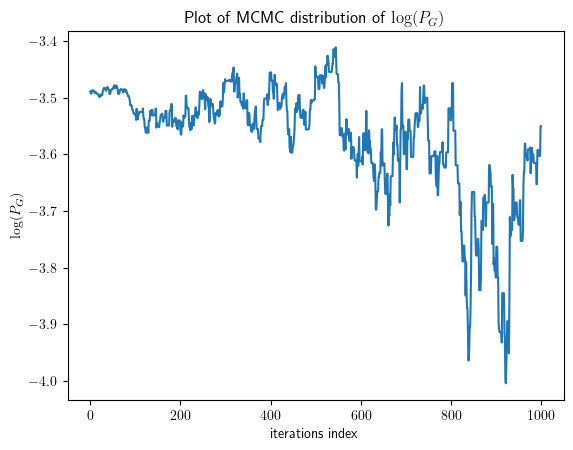 Plot of MCMC distribution of log(P_G)
−3.4
−3.5
−3.6
−3.7
−3.8
−3.9
−4.0
log(P_G)
0 200 400 600 800 1000
iterations index